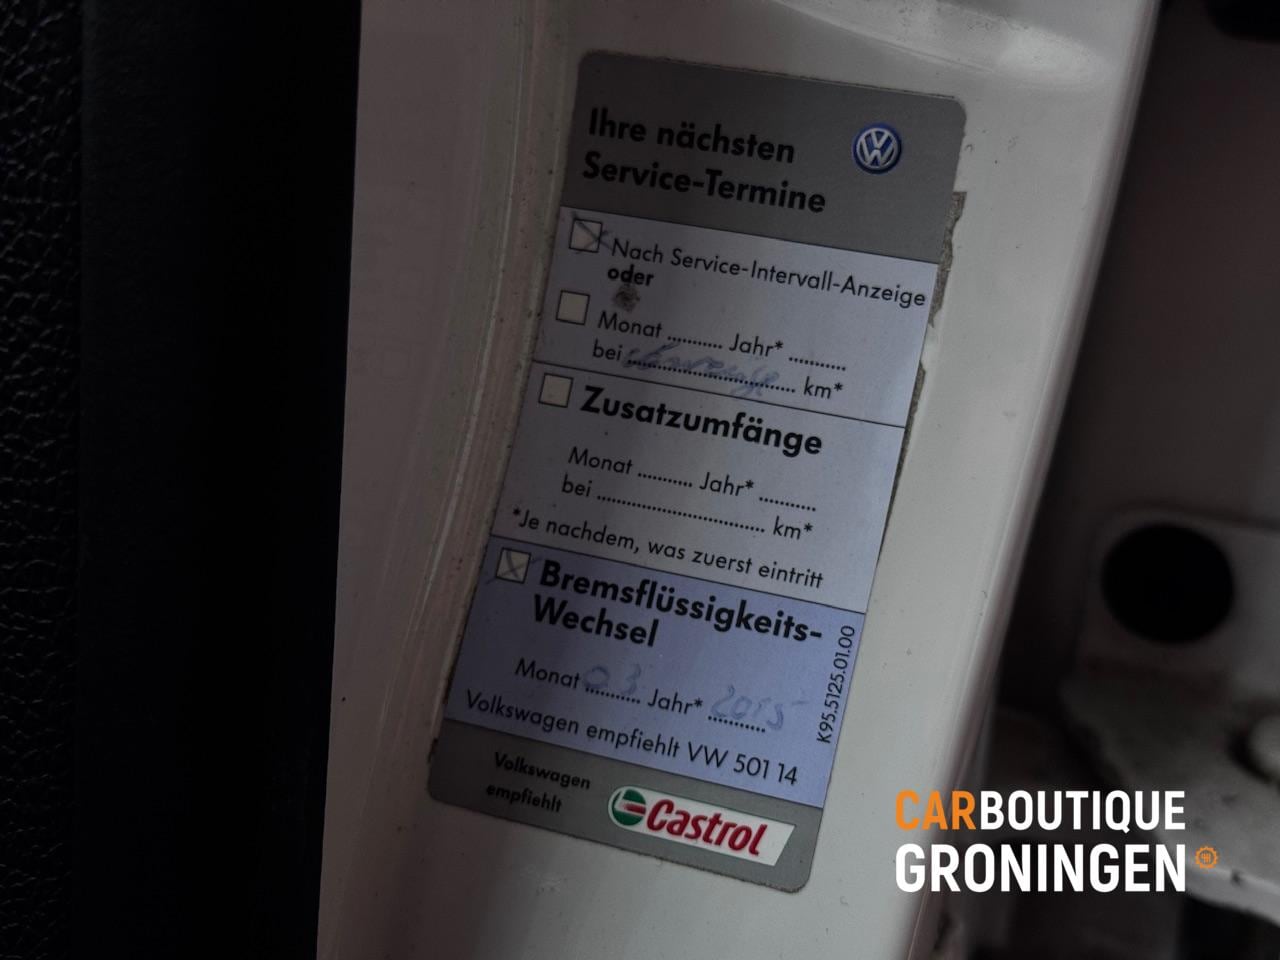 Ihre nächsten
Service-Termine
Nach Service-Intervall-Anzeige
oder
Monat .......... Jahr* ..........
bei .............................. km*
Zusatzumfänge
Monat .......... Jahr* ..........
bei .............................. km*
*Je nachdem, was zuerst eintritt
Bremsflüssigkeits-
Wechsel
Monat 03 Jahr* 2015
Volkswagen empfiehlt VW 501 14
K95.5125.01.00
Volkswagen
empfiehlt
Castrol
CARBOUTIQUE
GRONINGEN